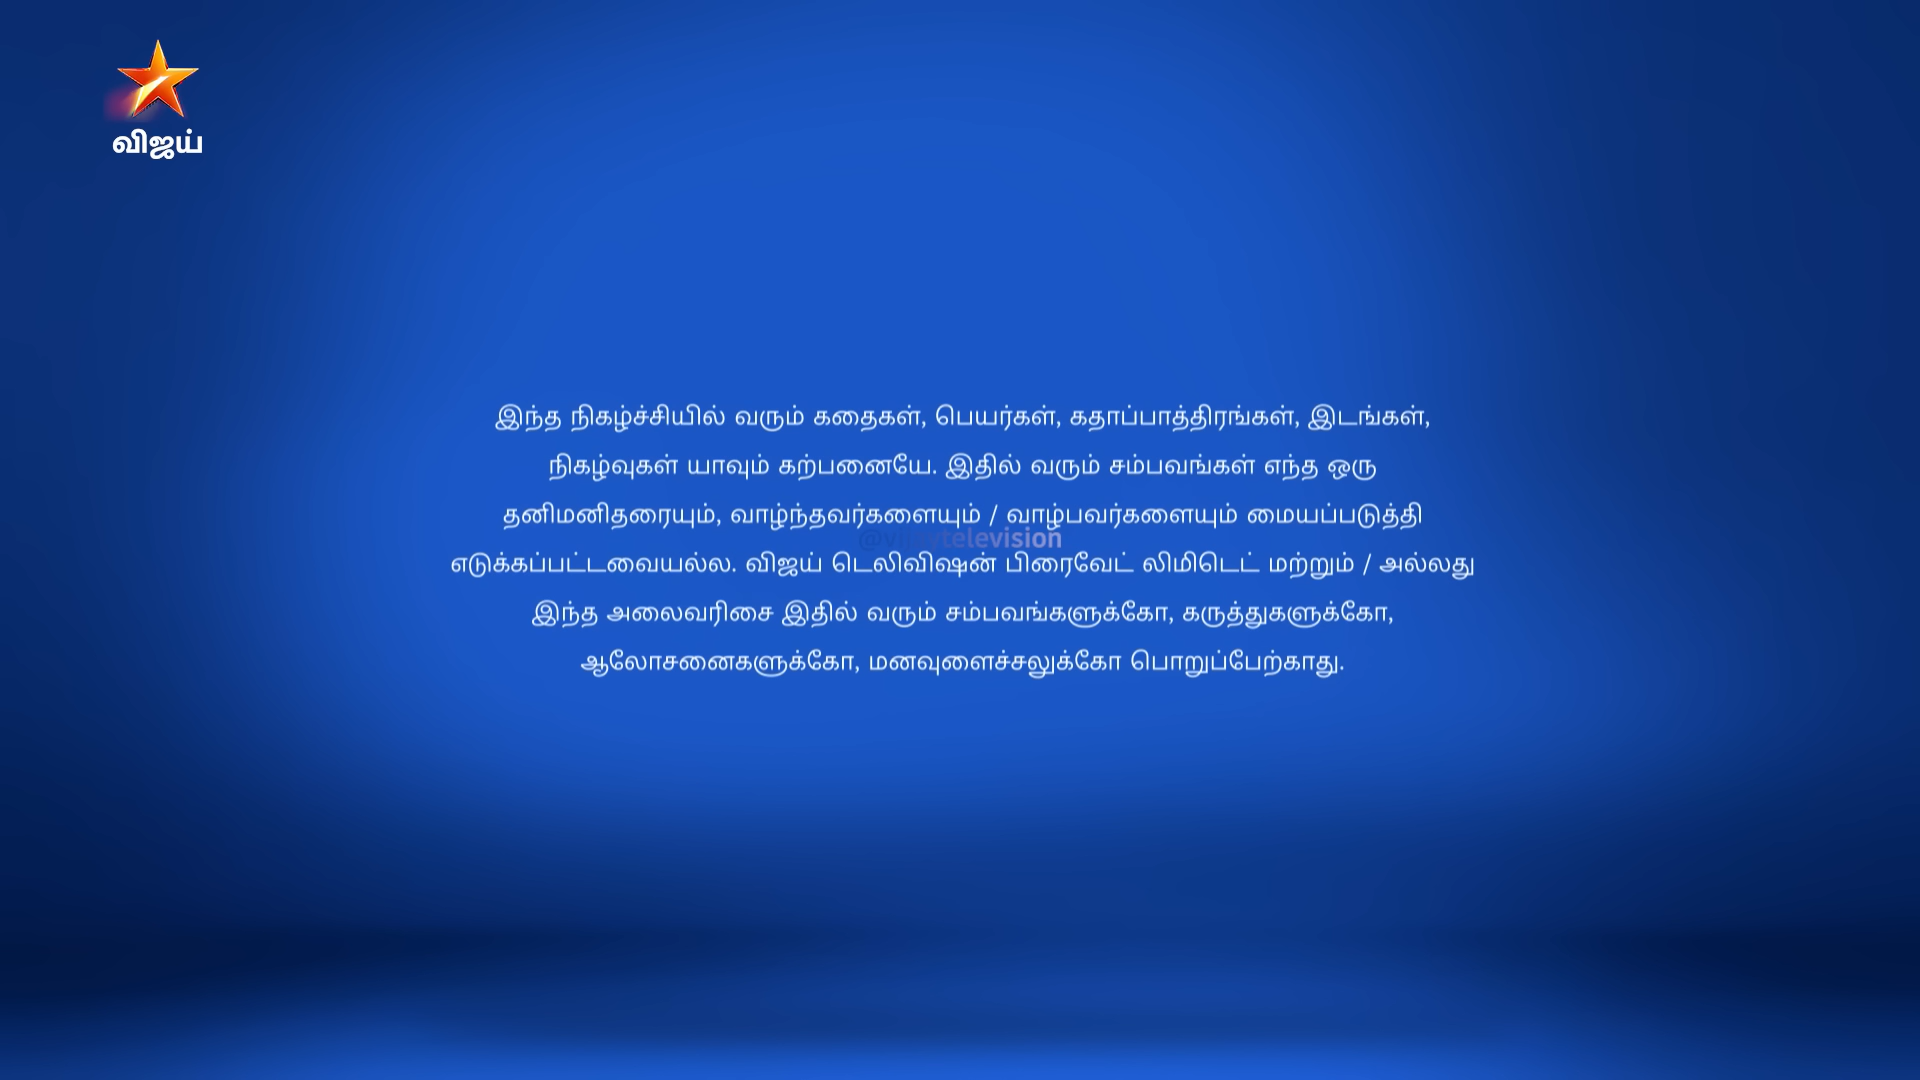 விஜய்
இந்த நிகழ்ச்சியில் வரும் கதைகள், பெயர்கள், கதாப்பாத்திரங்கள், இடங்கள்,
நிகழ்வுகள் யாவும் கற்பனையே. இதில் வரும் சம்பவங்கள் எந்த ஒரு
தனிமனிதரையும், வாழ்ந்தவர்களையும் / வாழ்பவர்களையும் மையப்படுத்தி
@vijaytelevision
எடுக்கப்பட்டவையல்ல. விஜய் டெலிவிஷன் பிரைவேட் லிமிடெட் மற்றும் / அல்லது
இந்த அலைவரிசை இதில் வரும் சம்பவங்களுக்கோ, கருத்துகளுக்கோ,
ஆலோசனைகளுக்கோ, மனவுளைச்சலுக்கோ பொறுப்பேற்காது.